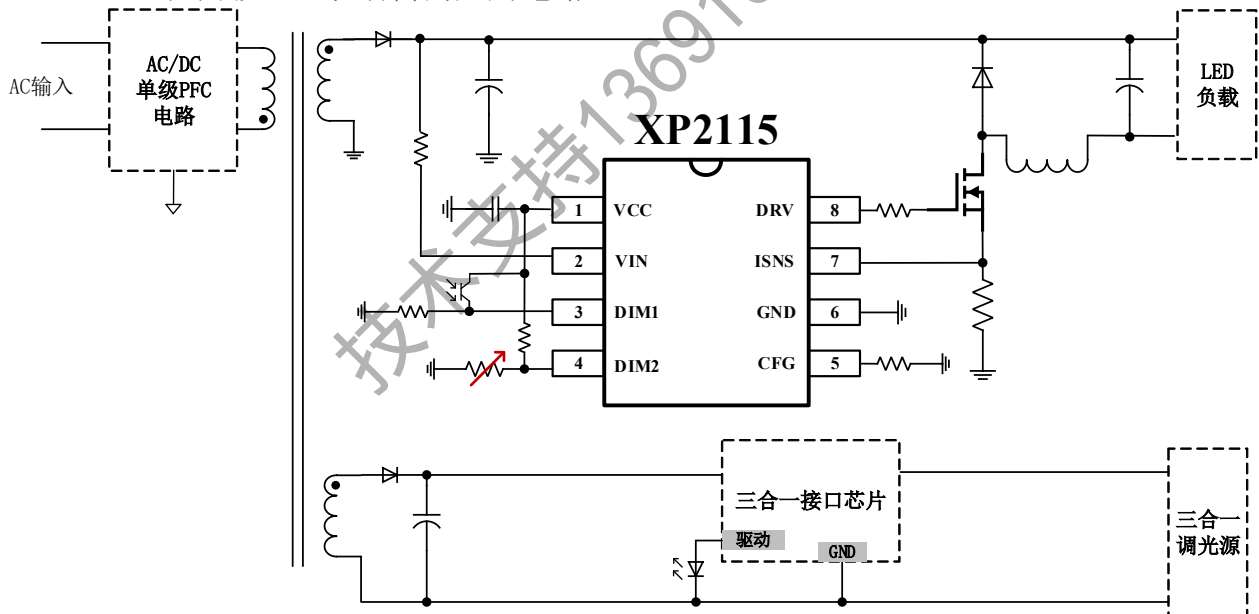 AC输入
AC/DC
单级PFC
电路
LED
负载
技术支持13691
XP2115
1 VCC
2 VIN
3 DIM1
4 DIM2
DRV 8
ISNS 7
GND 6
CFG 5
三合一接口芯片
驱动
GND
三合一
调光源